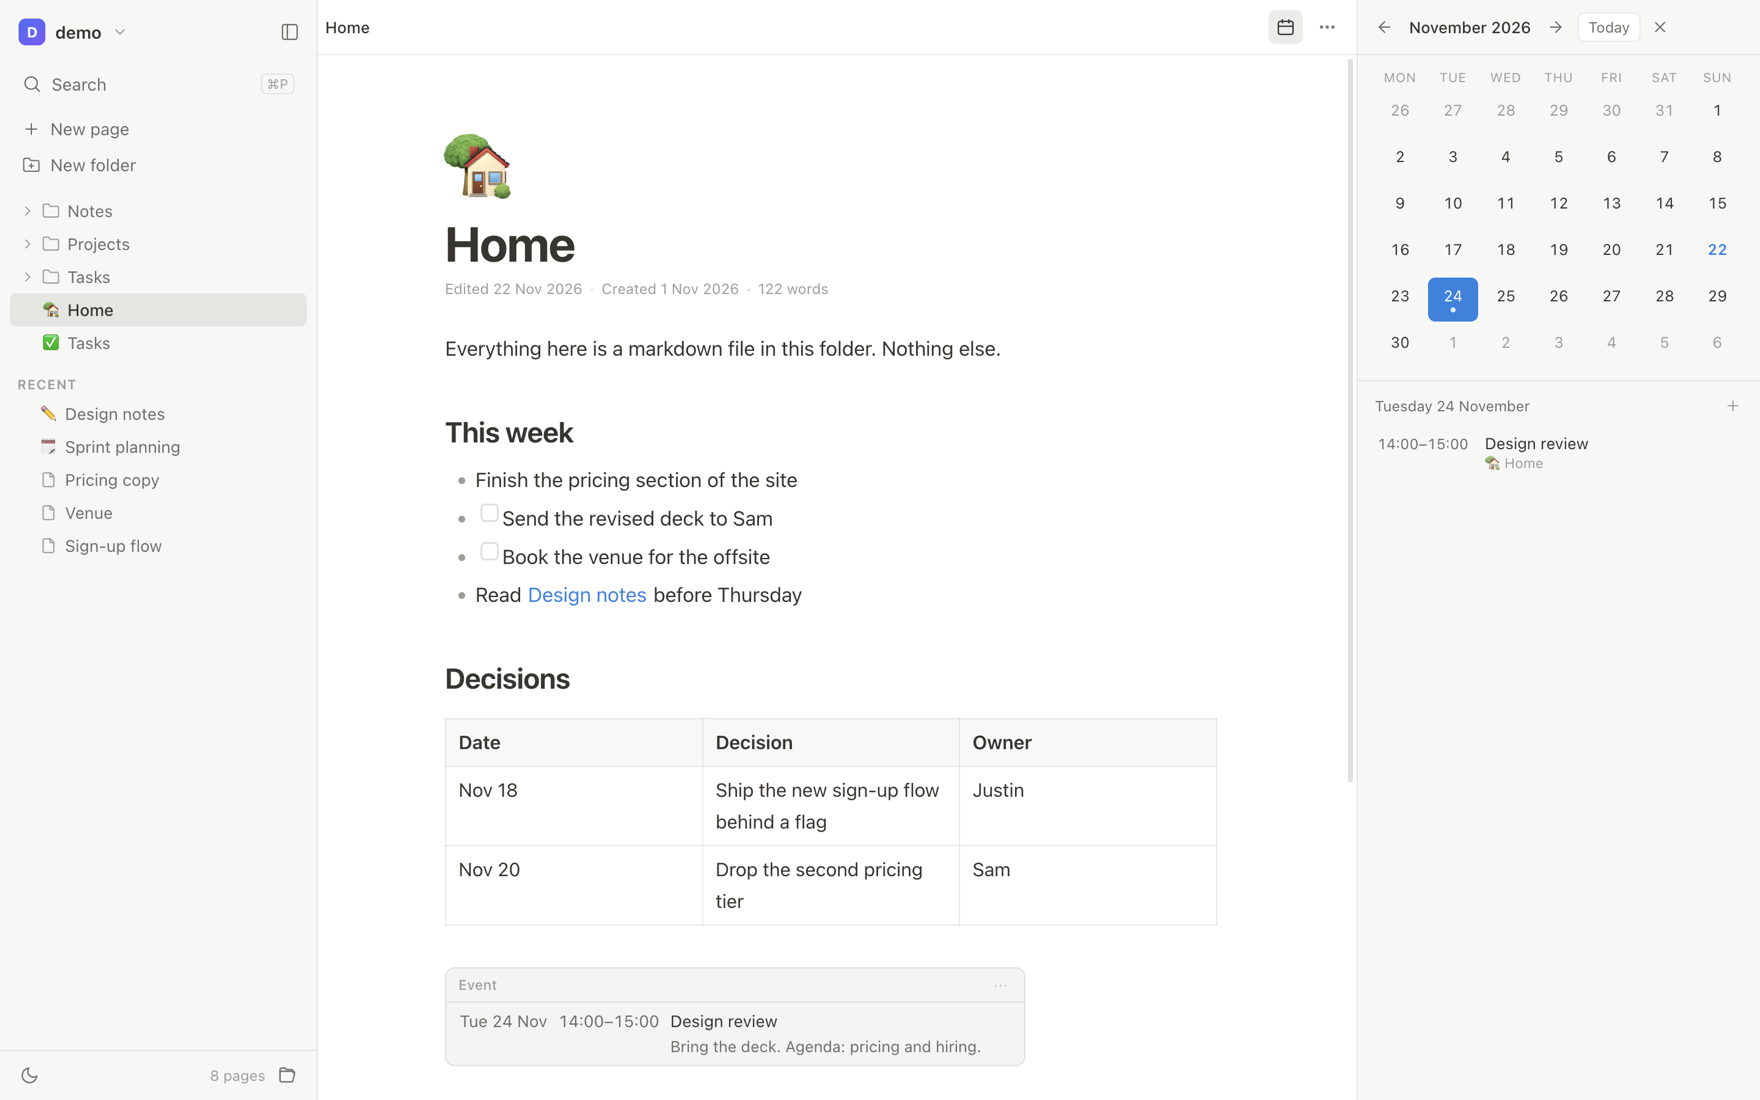 D demo
Search ⌘P
New page
New folder
Notes
Projects
Tasks
Home
Tasks
RECENT
Design notes
Sprint planning
Pricing copy
Venue
Sign-up flow
8 pages
Home
Home
Edited 22 Nov 2026 · Created 1 Nov 2026 · 122 words
Everything here is a markdown file in this folder. Nothing else.
This week
Finish the pricing section of the site
Send the revised deck to Sam
Book the venue for the offsite
Read Design notes before Thursday
Decisions
Date Decision Owner
Nov 18 Ship the new sign-up flow Justin
behind a flag
Nov 20 Drop the second pricing Sam
tier
Event
Tue 24 Nov 14:00–15:00 Design review
Bring the deck. Agenda: pricing and hiring.
November 2026 Today
MON TUE WED THU FRI SAT SUN
26 27 28 29 30 31 1
2 3 4 5 6 7 8
9 10 11 12 13 14 15
16 17 18 19 20 21 22
23 24 25 26 27 28 29
30 1 2 3 4 5 6
Tuesday 24 November
14:00–15:00 Design review
Home